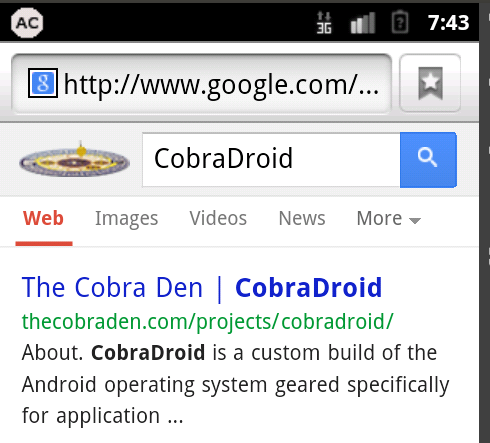 AC 3G 7:43
g http://www.google.com/...
CobraDroid
Web Images Videos News More
The Cobra Den | CobraDroid
thecobraden.com/projects/cobradroid/
About. CobraDroid is a custom build of the
Android operating system geared specifically
for application ...